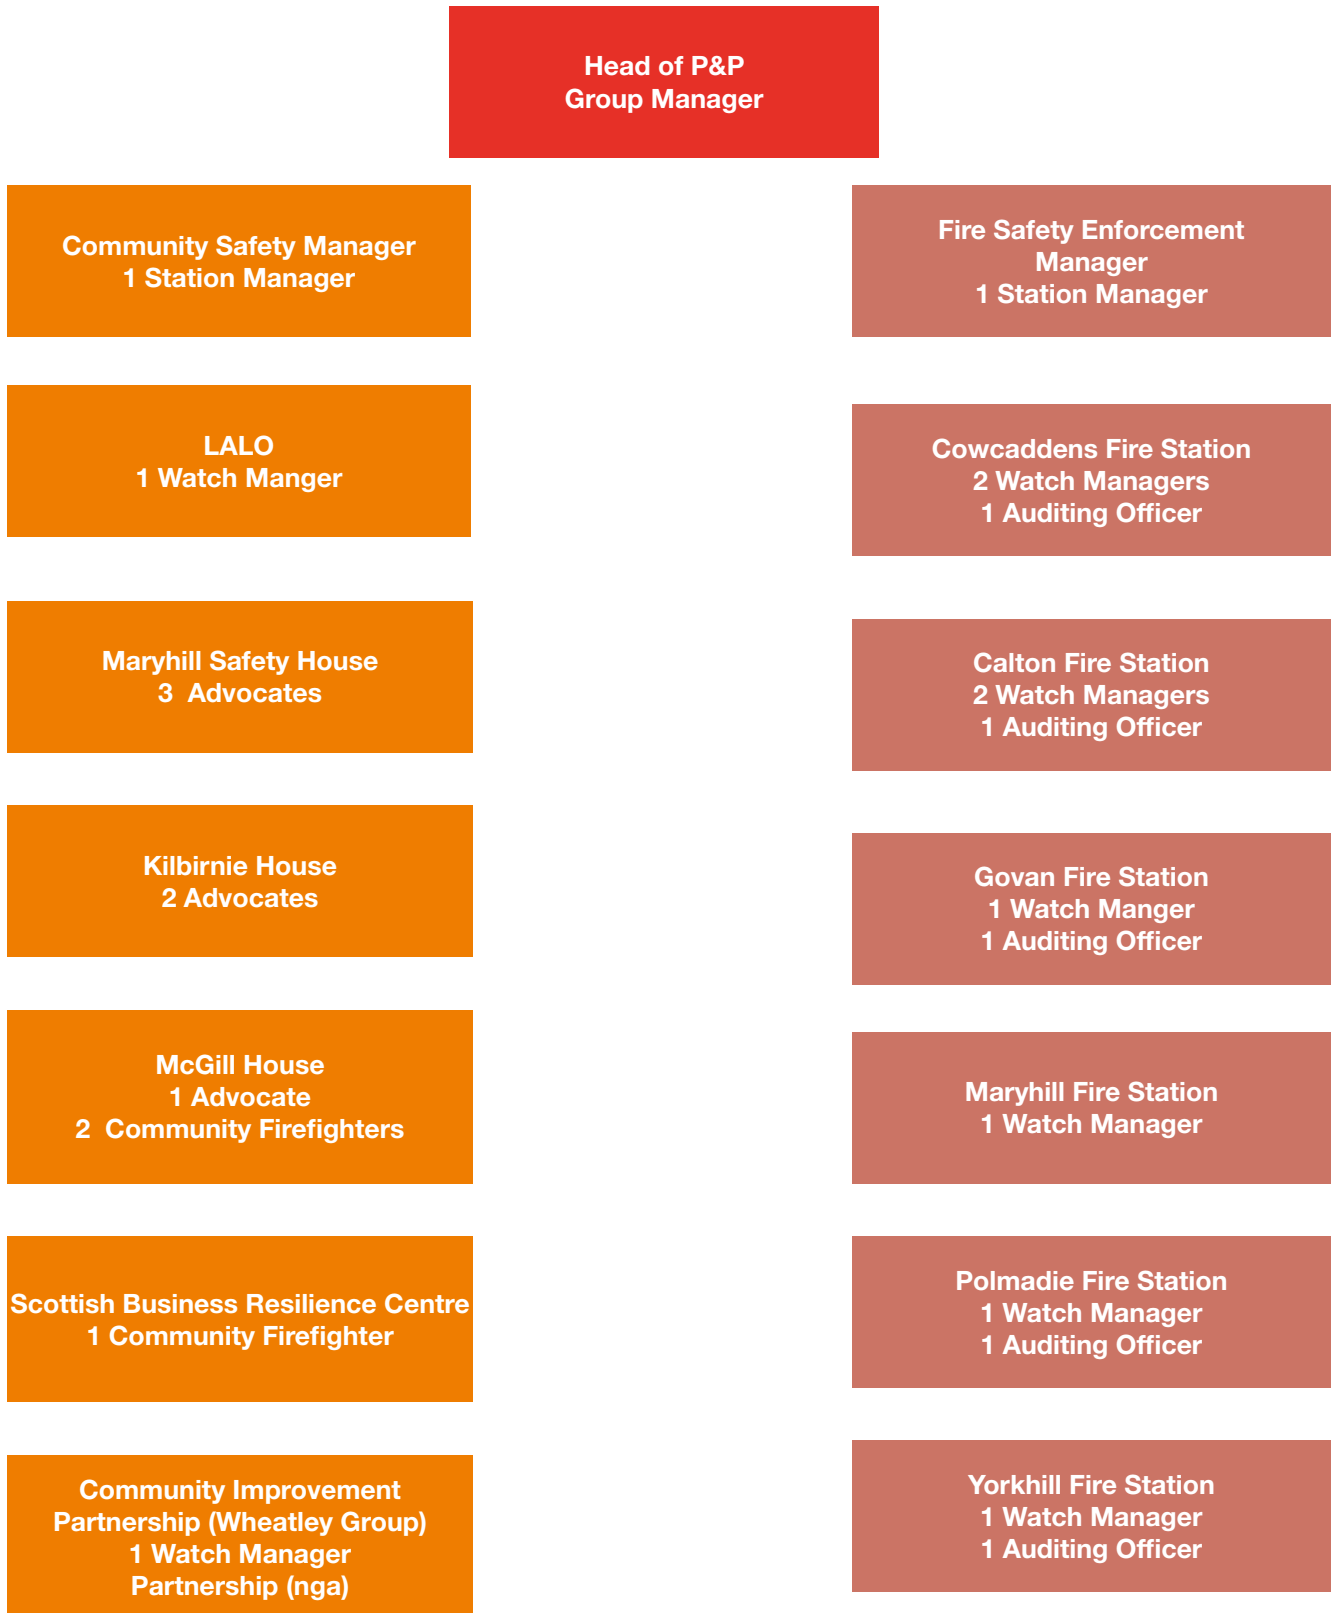 Head of P&P
Group Manager
Community Safety Manager
1 Station Manager
LALO
1 Watch Manger
Maryhill Safety House
3  Advocates
Kilbirnie House
2 Advocates
McGill House
1 Advocate
2  Community Firefighters
Scottish Business Resilience Centre
1 Community Firefighter
Community Improvement
Partnership (Wheatley Group)
1 Watch Manager
Partnership (nga)
Fire Safety Enforcement
Manager
1 Station Manager
Cowcaddens Fire Station
2 Watch Managers
1 Auditing Officer
Calton Fire Station
2 Watch Managers
1 Auditing Officer
Govan Fire Station
1 Watch Manger
1 Auditing Officer
Maryhill Fire Station
1 Watch Manager
Polmadie Fire Station
1 Watch Manager
1 Auditing Officer
Yorkhill Fire Station
1 Watch Manager
1 Auditing Officer